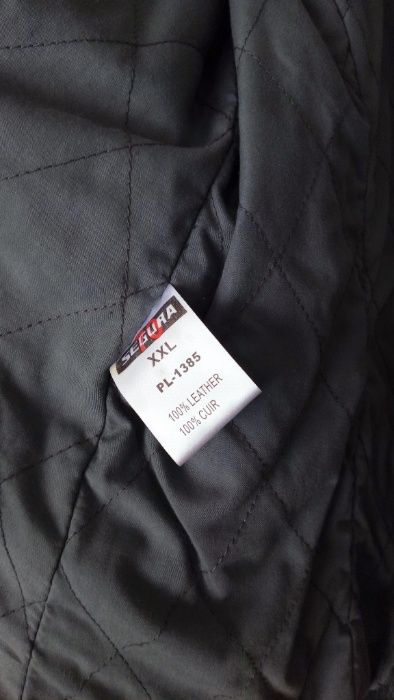 SEGURA
XXL
PL-1385
100% LEATHER
100% CUIR